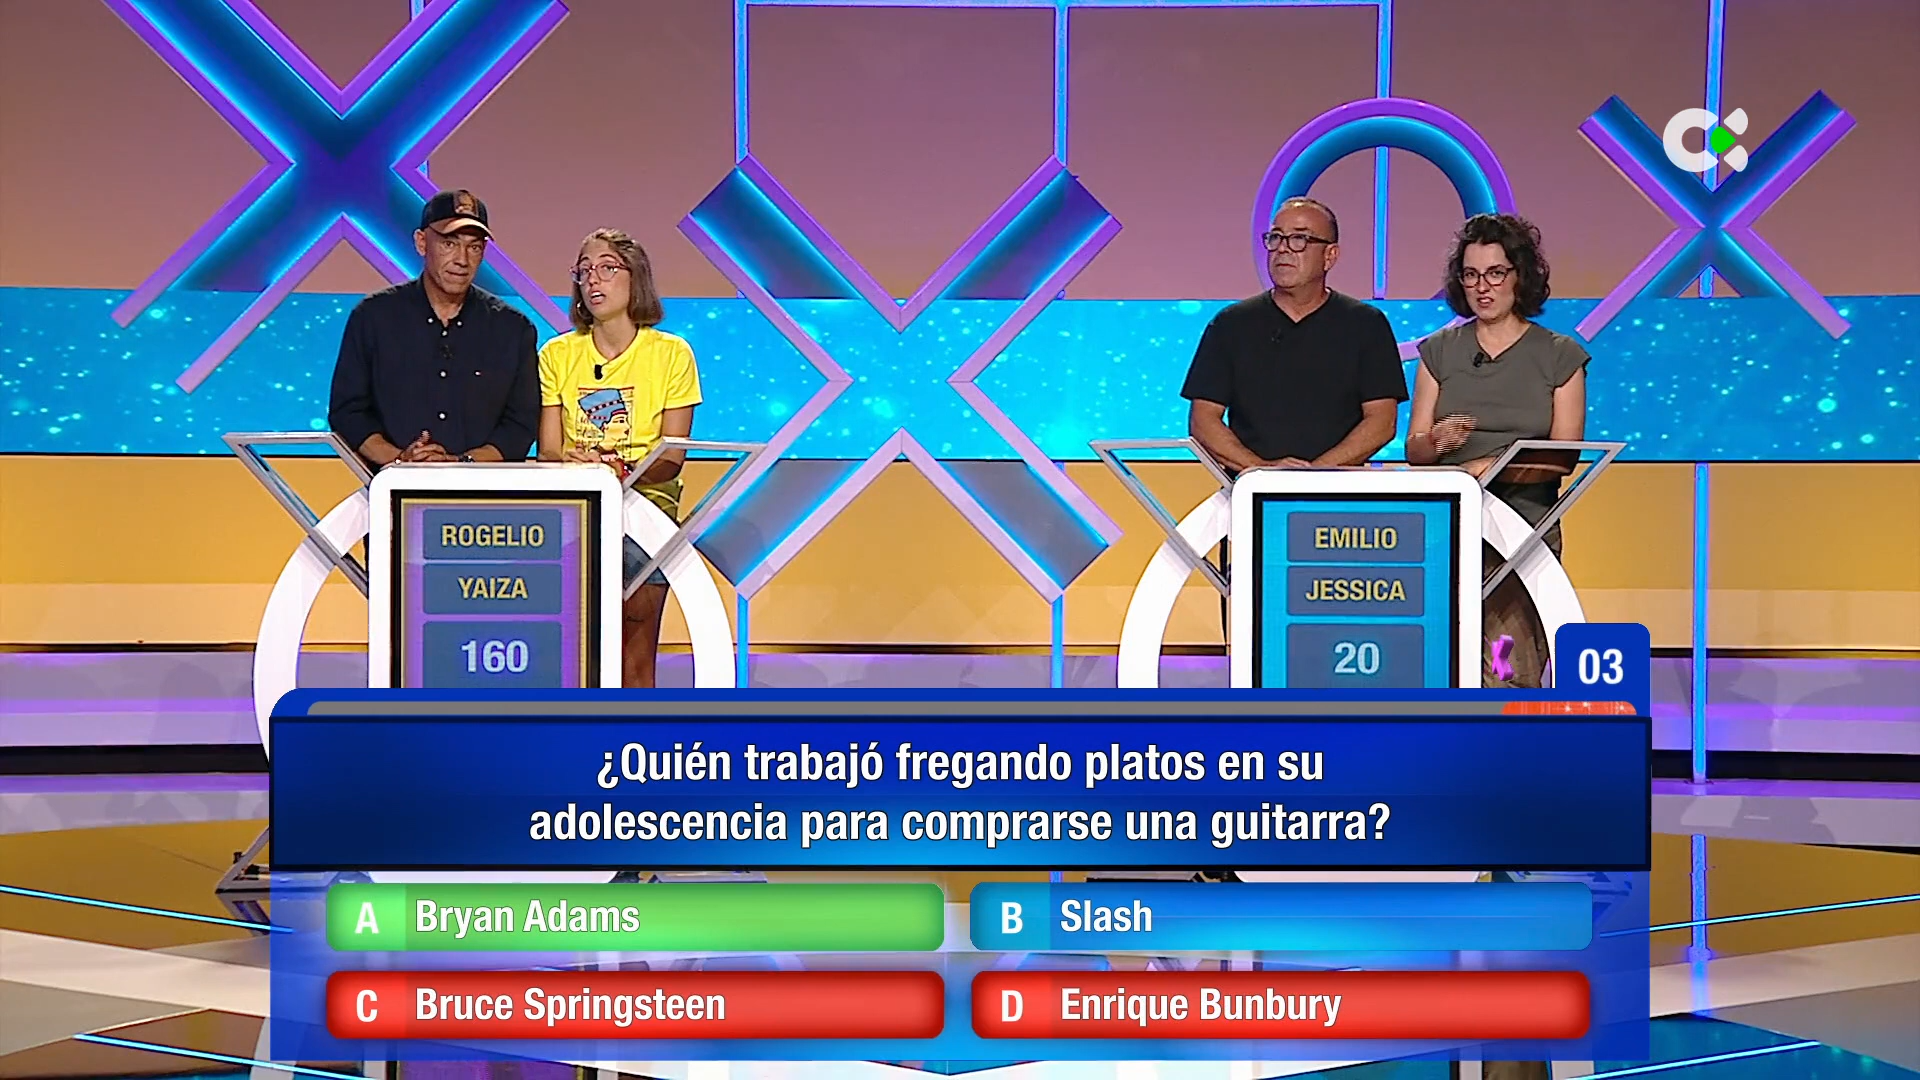 ROGELIO
YAIZA
160
EMILIO
JESSICA
20
03
¿Quién trabajó fregando platos en su
adolescencia para comprarse una guitarra?
A Bryan Adams
B Slash
C Bruce Springsteen
D Enrique Bunbury